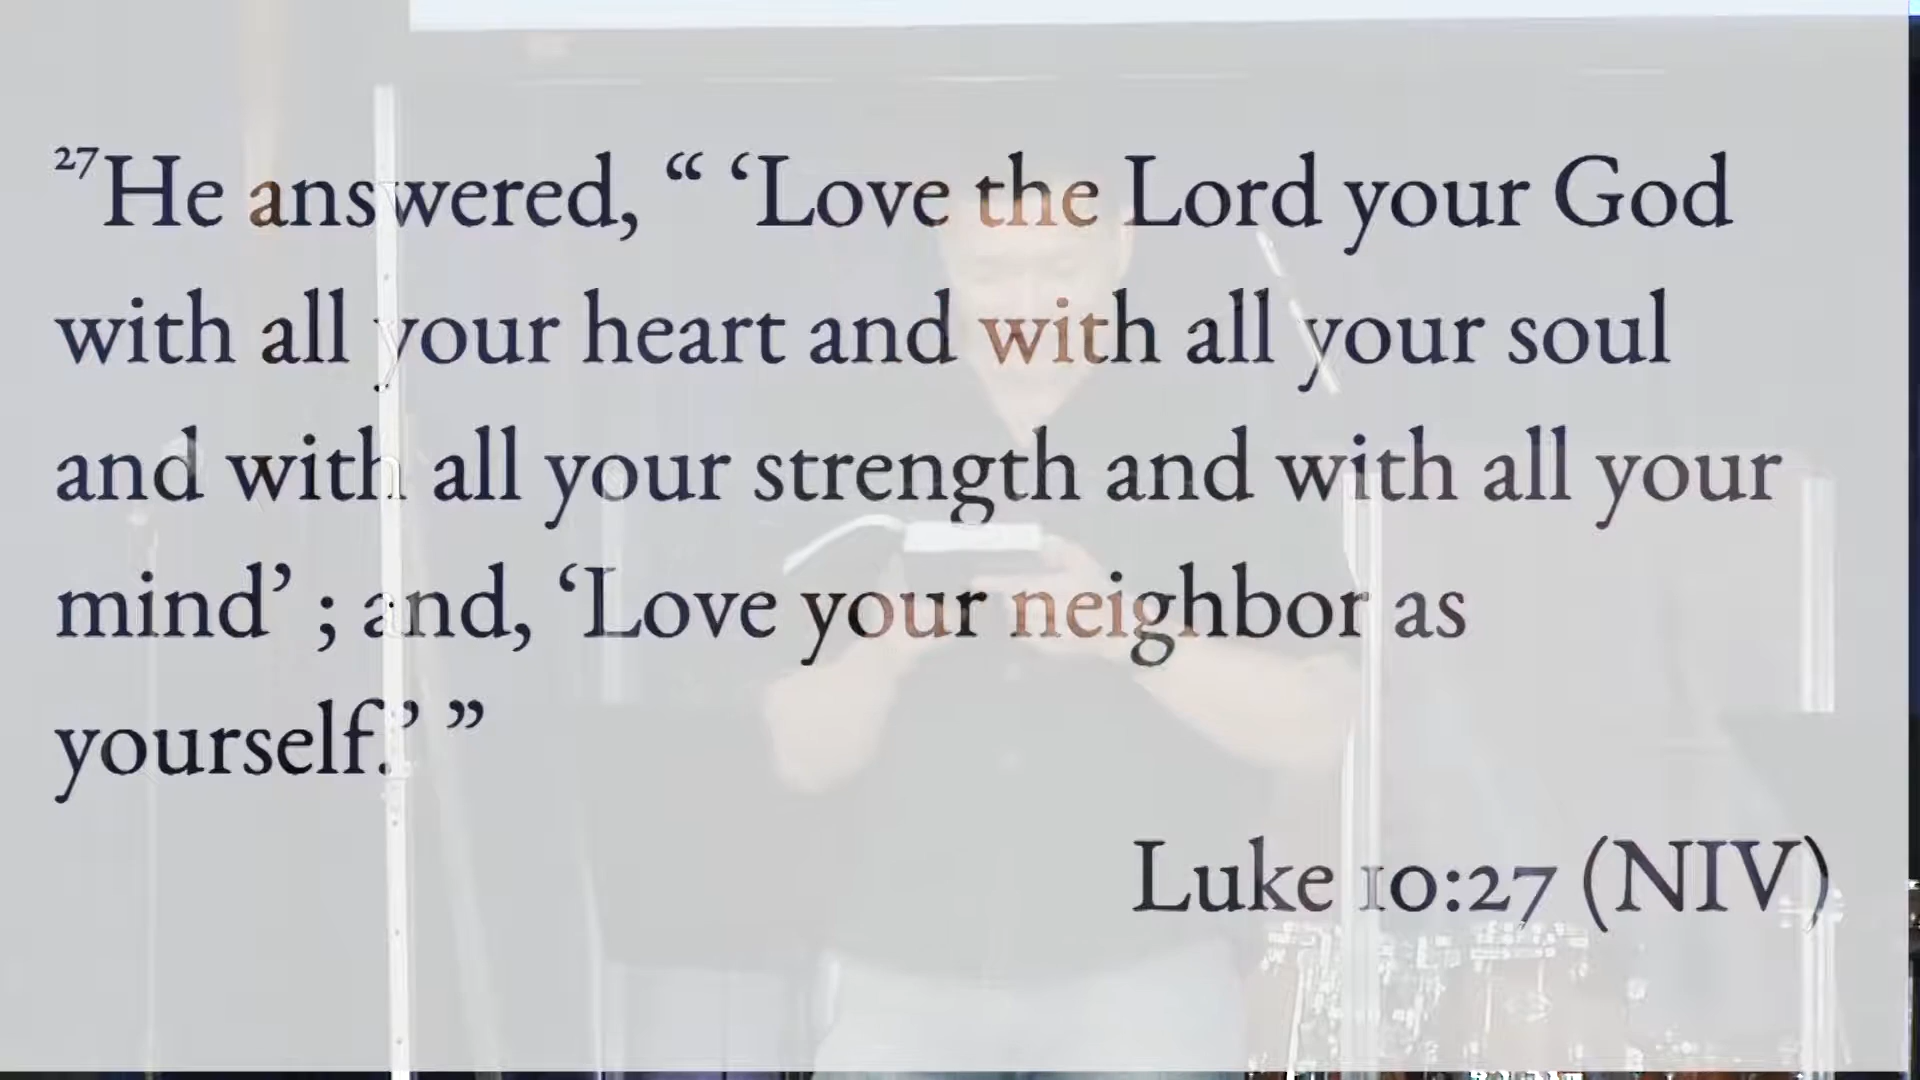 27He answered, “ ‘Love the Lord your God
with all your heart and with all your soul
and with all your strength and with all your
mind’ ; and, ‘Love your neighbor as
yourself.’ ”
Luke 10:27 (NIV)